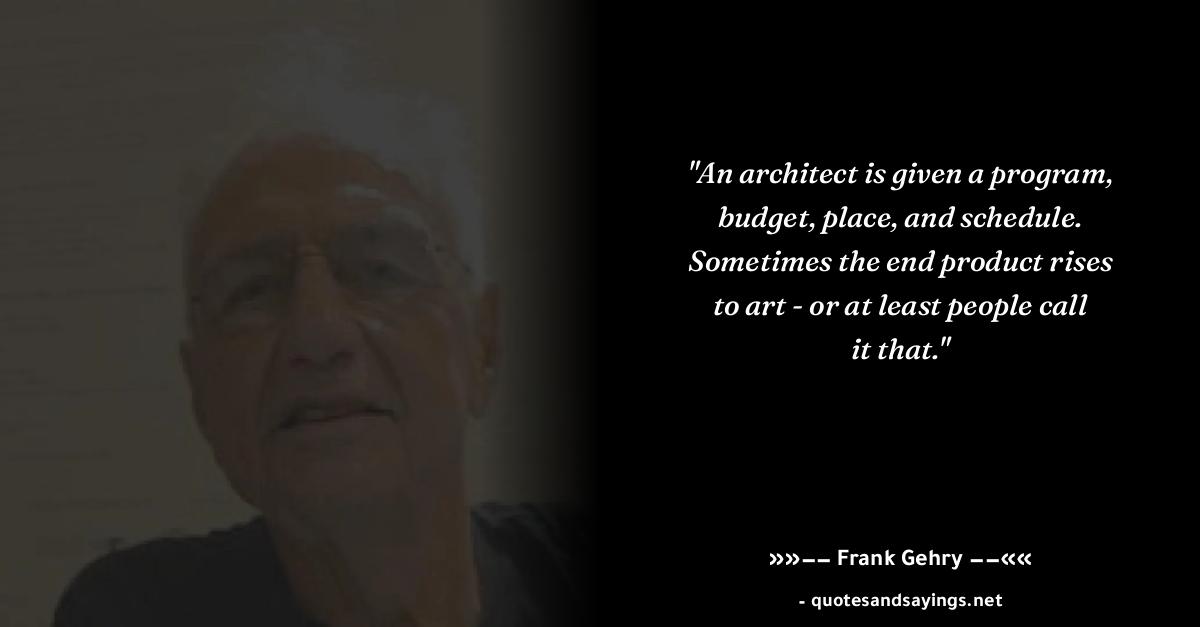 "An architect is given a program,
budget, place, and schedule.
Sometimes the end product rises
to art - or at least people call
it that."
»»−− Frank Gehry −−««
- quotesandsayings.net